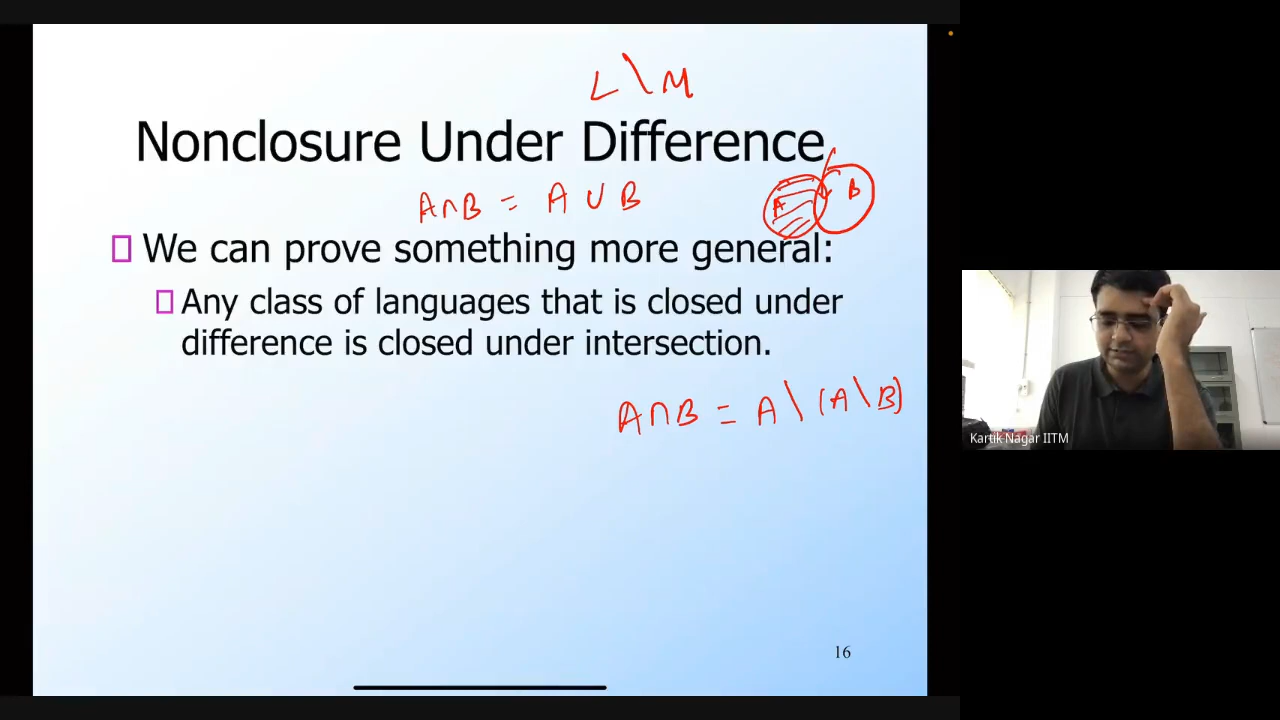 L \ M
Nonclosure Under Difference
A∩B = A ∪ B
A B
We can prove something more general:
Any class of languages that is closed under
difference is closed under intersection.
A∩B = A \ (A \ B)
Kartik Nagar IITM
16